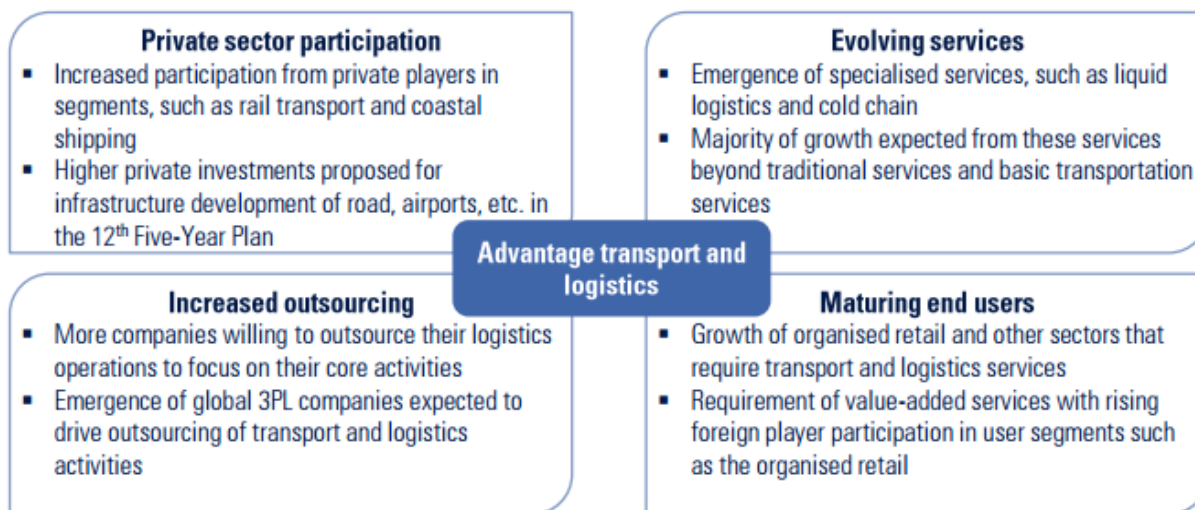 Private sector participation
▪ Increased participation from private players in
segments, such as rail transport and coastal
shipping
▪ Higher private investments proposed for
infrastructure development of road, airports, etc. in
the 12th Five-Year Plan
Evolving services
▪ Emergence of specialised services, such as liquid
logistics and cold chain
▪ Majority of growth expected from these services
beyond traditional services and basic transportation
services
Advantage transport and
logistics
Increased outsourcing
▪ More companies willing to outsource their logistics
operations to focus on their core activities
▪ Emergence of global 3PL companies expected to
drive outsourcing of transport and logistics
activities
Maturing end users
▪ Growth of organised retail and other sectors that
require transport and logistics services
▪ Requirement of value-added services with rising
foreign player participation in user segments such
as the organised retail